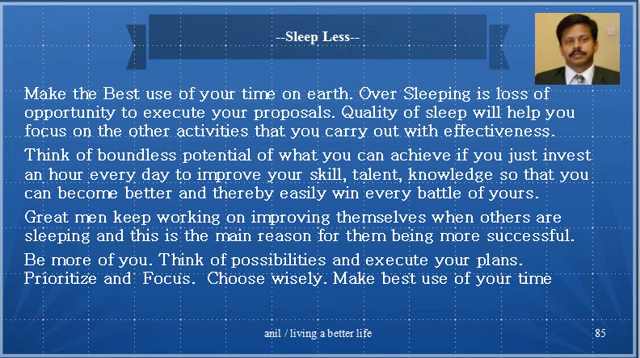 --Sleep Less--
Make the Best use of your time on earth. Over Sleeping is loss of
opportunity to execute your proposals. Quality of sleep will help you
focus on the other activities that you carry out with effectiveness.
Think of boundless potential of what you can achieve if you just invest
an hour every day to improve your skill, talent, knowledge so that you
can become better and thereby easily win every battle of yours.
Great men keep working on improving themselves when others are
sleeping and this is the main reason for them being more successful.
Be more of you. Think of possibilities and execute your plans.
Prioritize and  Focus.  Choose wisely. Make best use of your time
anil / living a better life 85